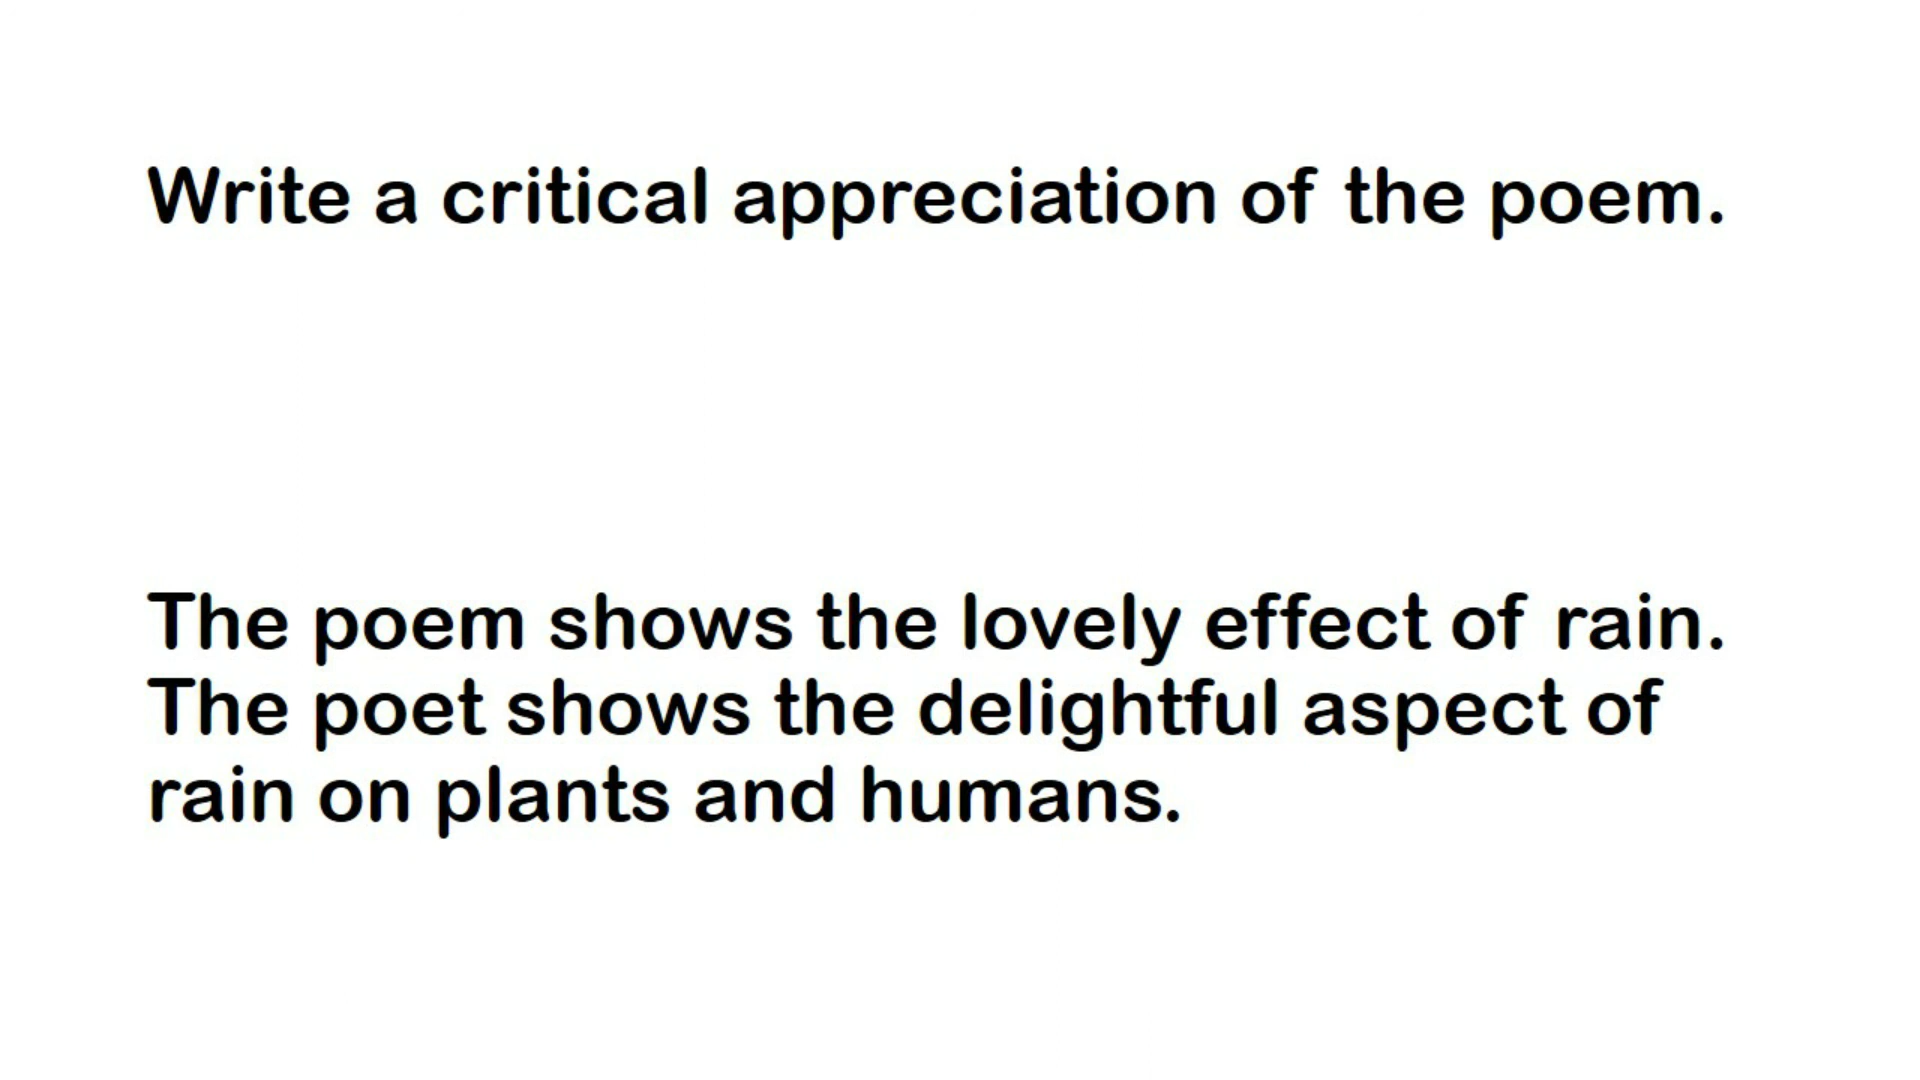 Write a critical appreciation of the poem.
The poem shows the lovely effect of rain.
The poet shows the delightful aspect of
rain on plants and humans.